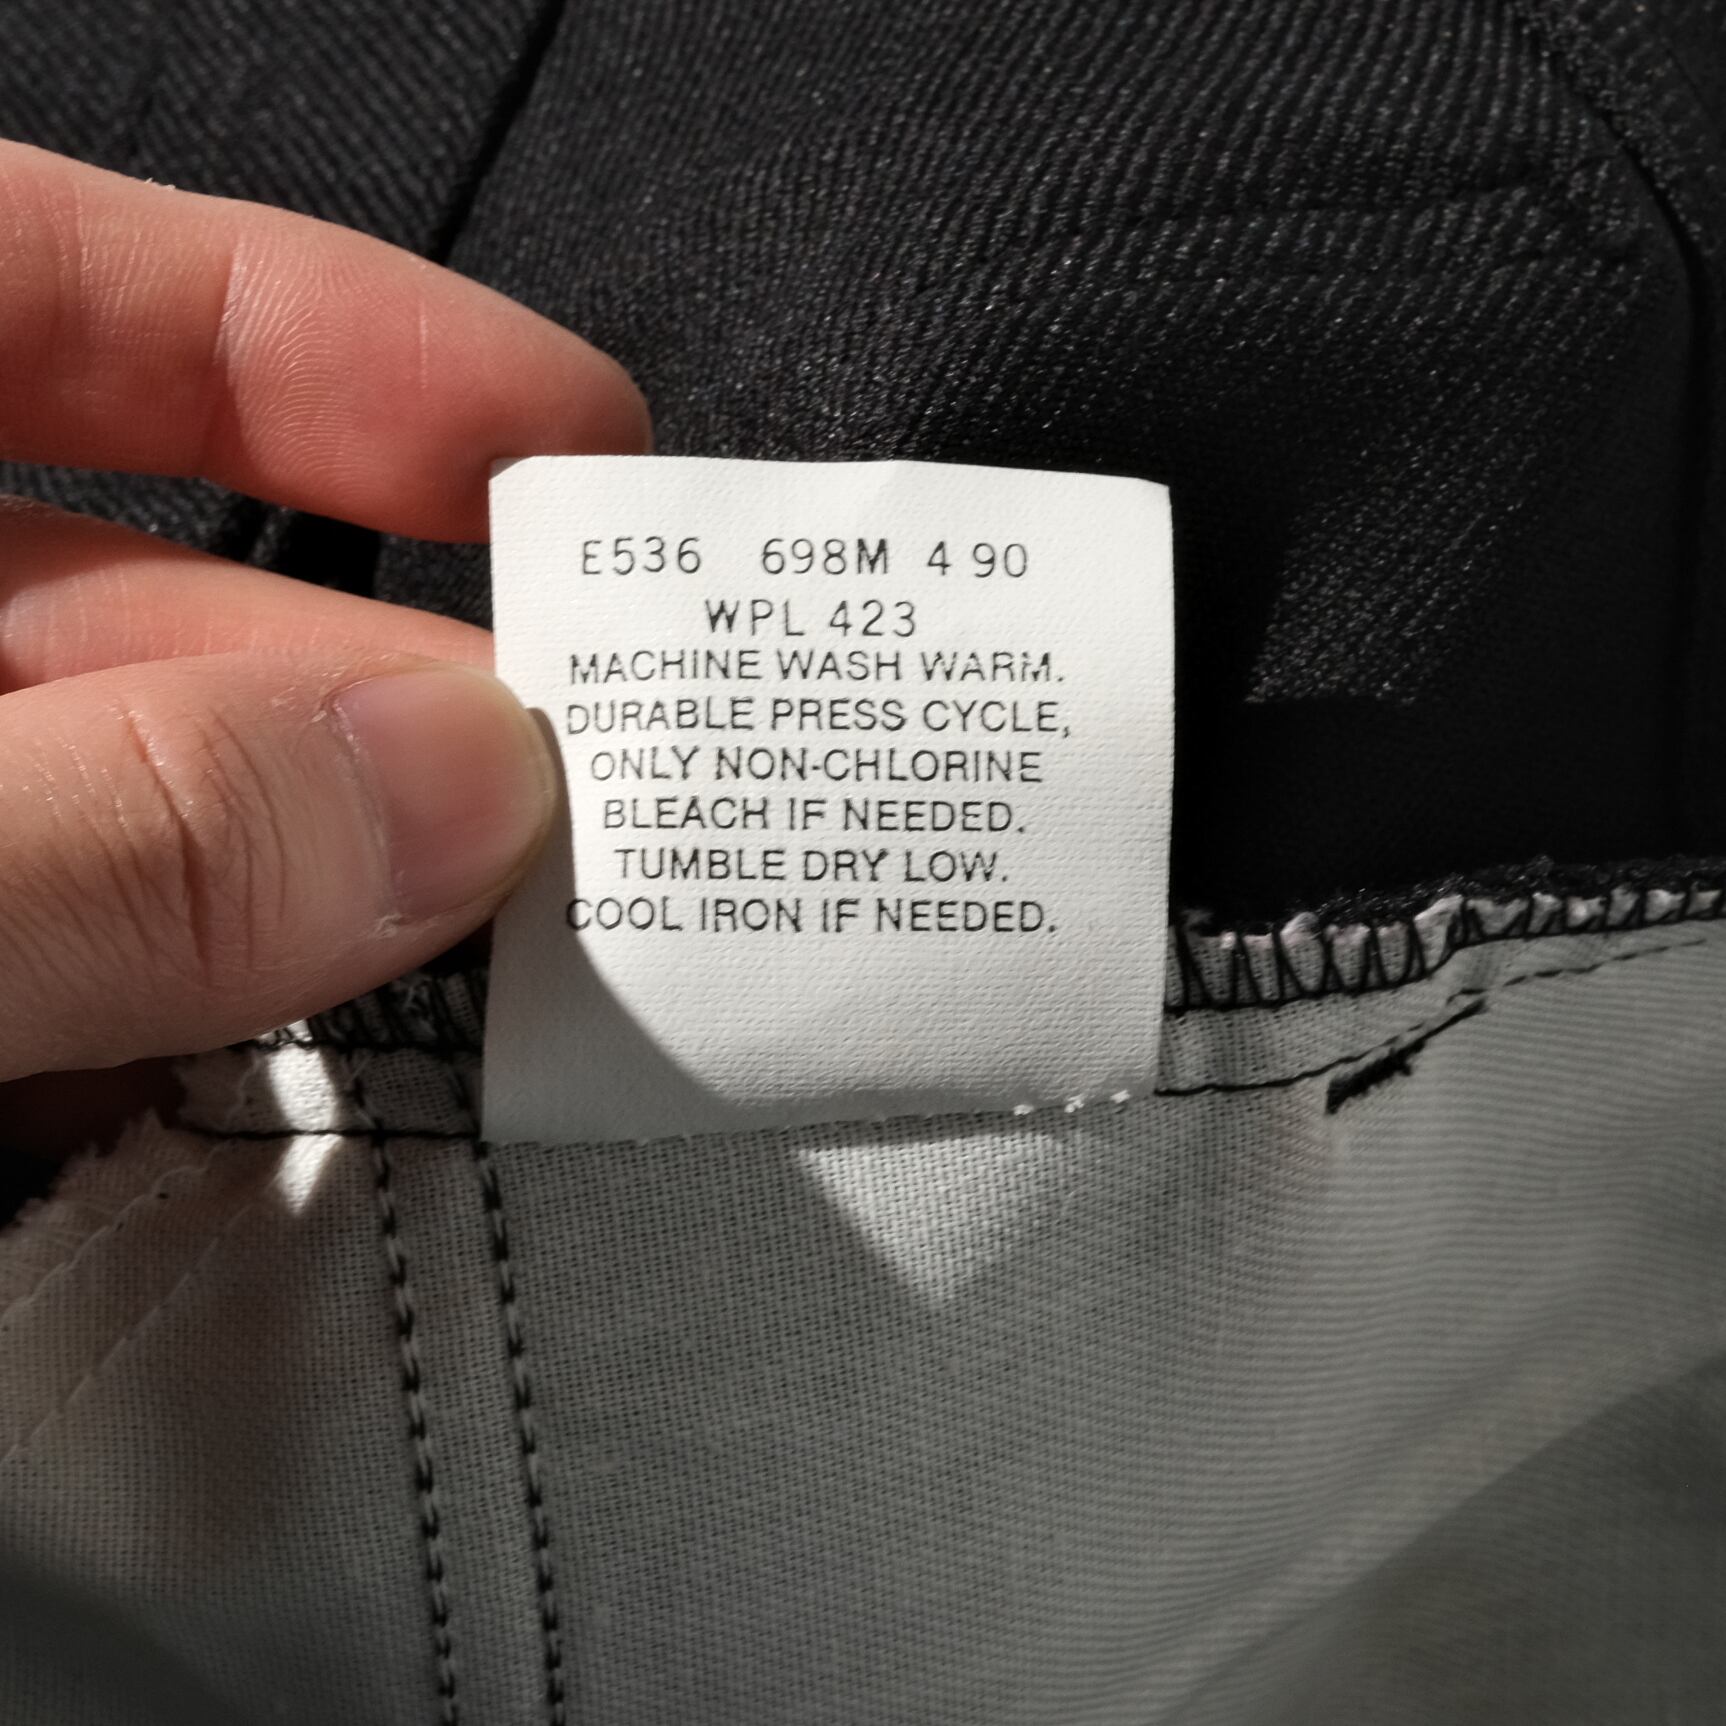 E536 698M 4 90
WPL 423
MACHINE WASH WARM.
DURABLE PRESS CYCLE,
ONLY NON-CHLORINE
BLEACH IF NEEDED.
TUMBLE DRY LOW.
COOL IRON IF NEEDED.